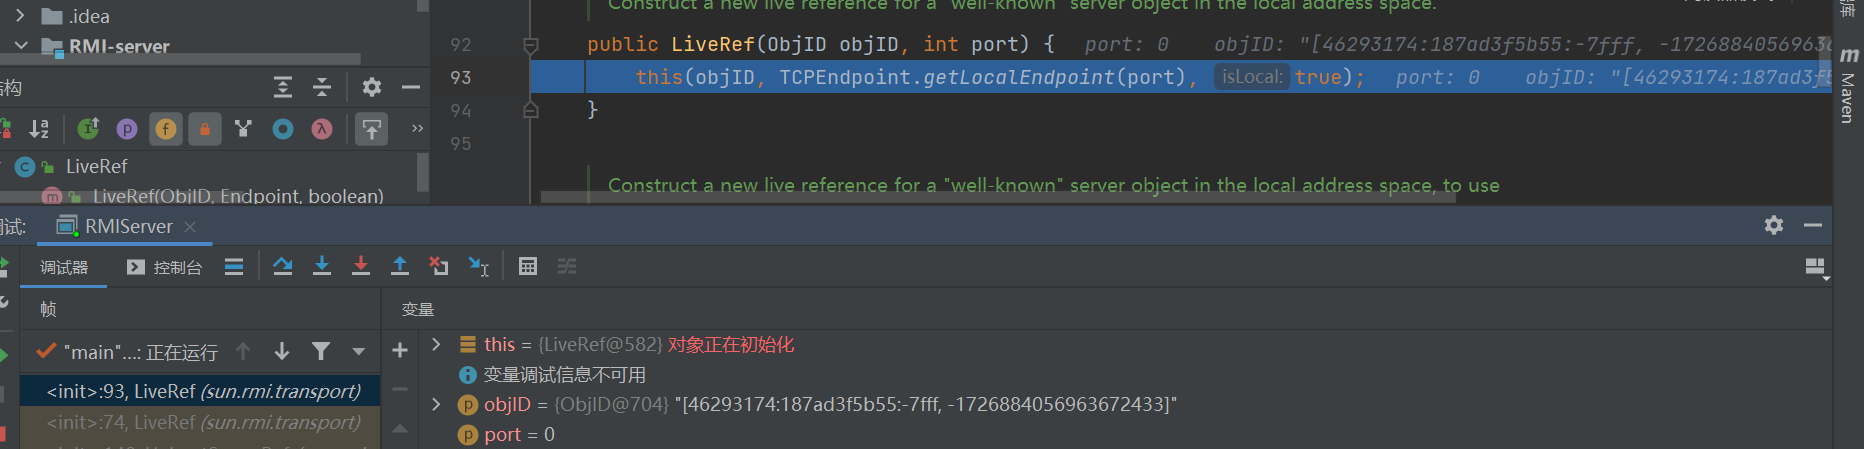 .idea
RMI-server
结构
LiveRef
LiveRef(ObjID, Endpoint, boolean)
Construct a new live reference for a "well-known" server object in the local address space.
92 public LiveRef(ObjID objID, int port) { port: 0 objID: "[46293174:187ad3f5b55:-7fff, -17268840569636
93 this(objID, TCPEndpoint.getLocalEndpoint(port), isLocal: true); port: 0 objID: "[46293174:187ad3f5
94 }
95
Construct a new live reference for a "well-known" server object in the local address space, to use
库
Maven
调试: RMIServer
调试器 控制台
帧
变量
"main"...: 正在运行
<init>:93, LiveRef (sun.rmi.transport)
<init>:74, LiveRef (sun.rmi.transport)
this = {LiveRef@582} 对象正在初始化
变量调试信息不可用
objID = {ObjID@704} "[46293174:187ad3f5b55:-7fff, -1726884056963672433]"
port = 0